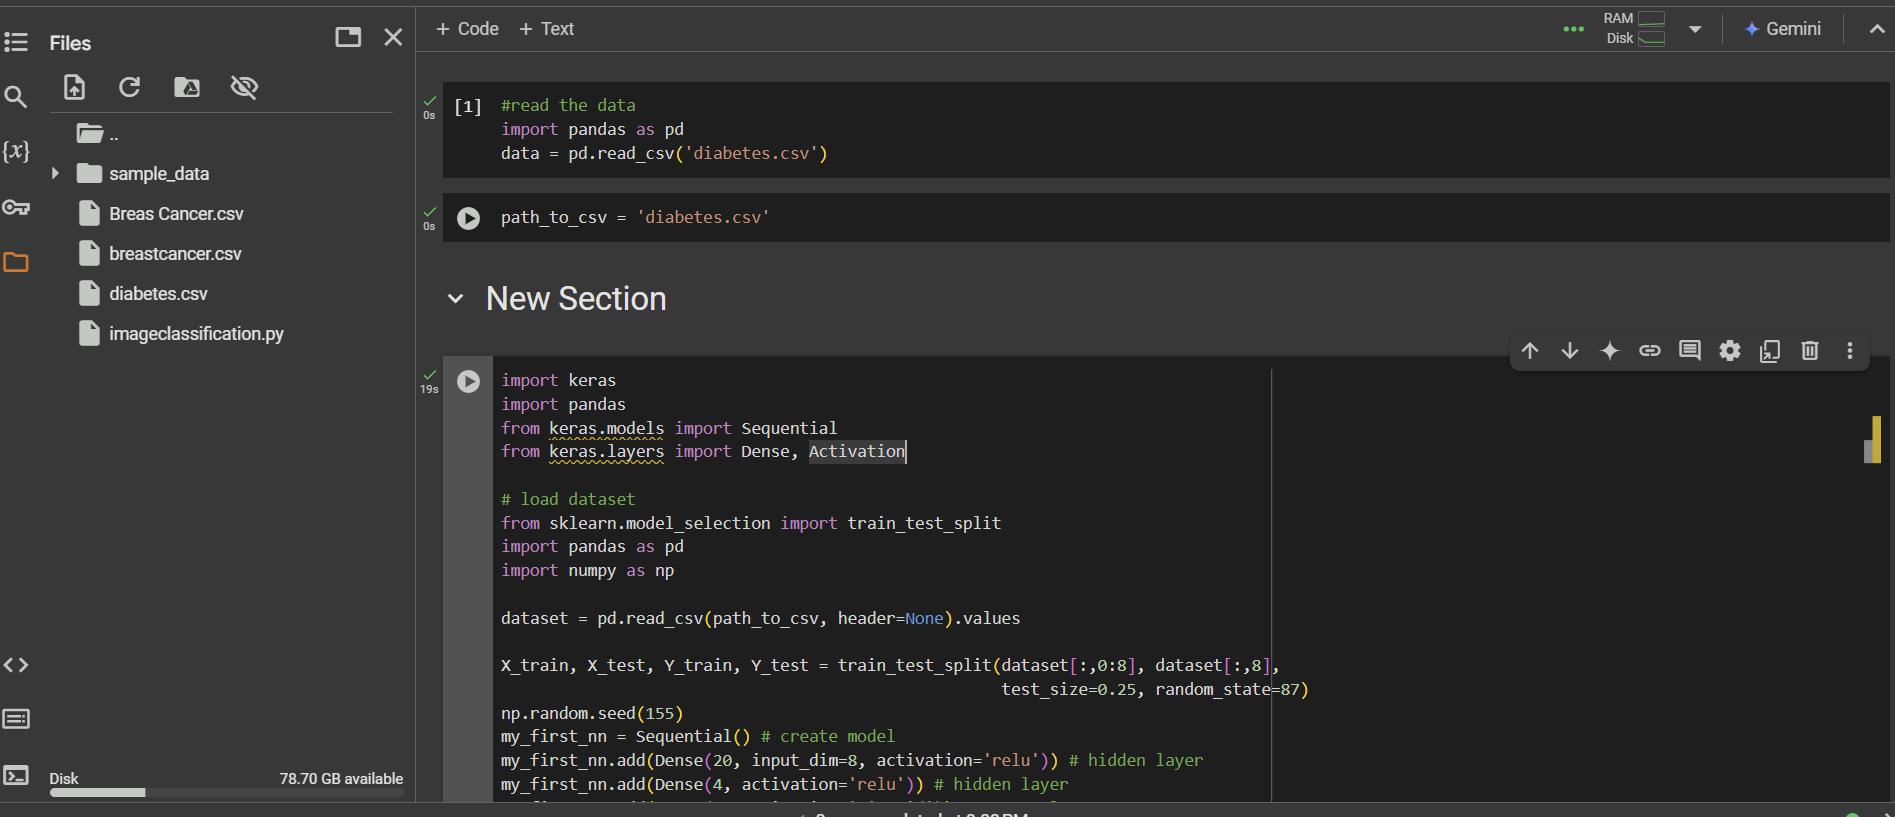 Files
..
sample_data
Breas Cancer.csv
breastcancer.csv
diabetes.csv
imageclassification.py
Disk 78.70 GB available
+ Code + Text
RAM
Disk
Gemini
0s
[1] #read the data
import pandas as pd
data = pd.read_csv('diabetes.csv')
0s
path_to_csv = 'diabetes.csv'
New Section
19s
import keras
import pandas
from keras.models import Sequential
from keras.layers import Dense, Activation
# load dataset
from sklearn.model_selection import train_test_split
import pandas as pd
import numpy as np
dataset = pd.read_csv(path_to_csv, header=None).values
X_train, X_test, Y_train, Y_test = train_test_split(dataset[:,0:8], dataset[:,8],
test_size=0.25, random_state=87)
np.random.seed(155)
my_first_nn = Sequential() # create model
my_first_nn.add(Dense(20, input_dim=8, activation='relu')) # hidden layer
my_first_nn.add(Dense(4, activation='relu')) # hidden layer